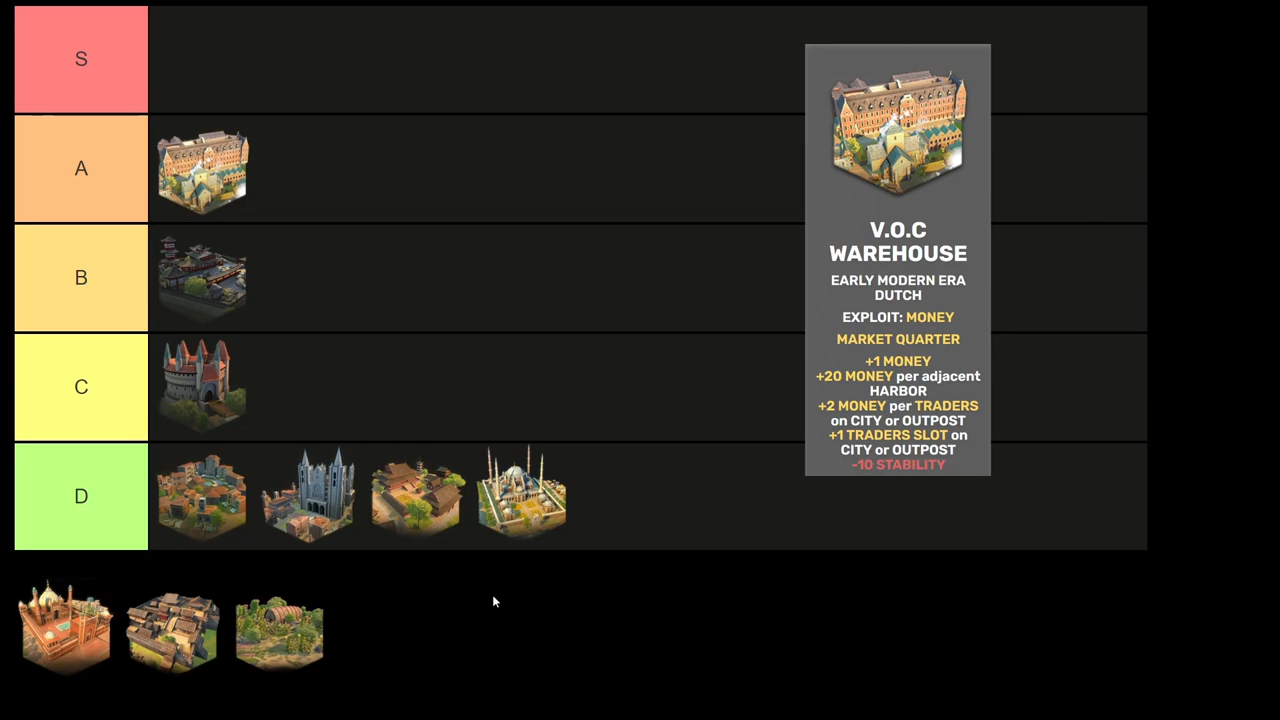 S
A
B
C
D
V.O.C
WAREHOUSE
EARLY MODERN ERA
DUTCH
EXPLOIT: MONEY
MARKET QUARTER
+1 MONEY
+20 MONEY per adjacent
HARBOR
+2 MONEY per TRADERS
on CITY or OUTPOST
+1 TRADERS SLOT on
CITY or OUTPOST
-10 STABILITY